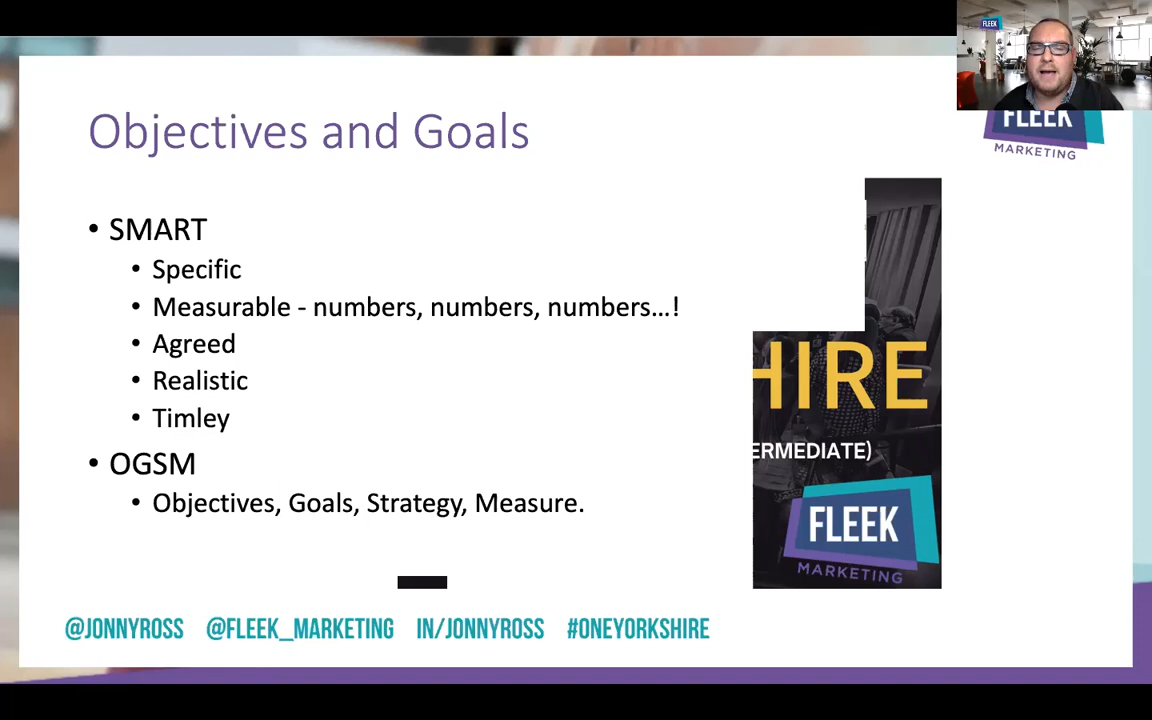 FLEEK
Objectives and Goals
FLEEK
MARKETING
• SMART
• Specific
• Measurable - numbers, numbers, numbers...!
• Agreed
• Realistic
• Timley
• OGSM
• Objectives, Goals, Strategy, Measure.
HIRE
ERMEDIATE)
FLEEK
MARKETING
@JONNYROSS @FLEEK_MARKETING IN/JONNYROSS #ONEYORKSHIRE